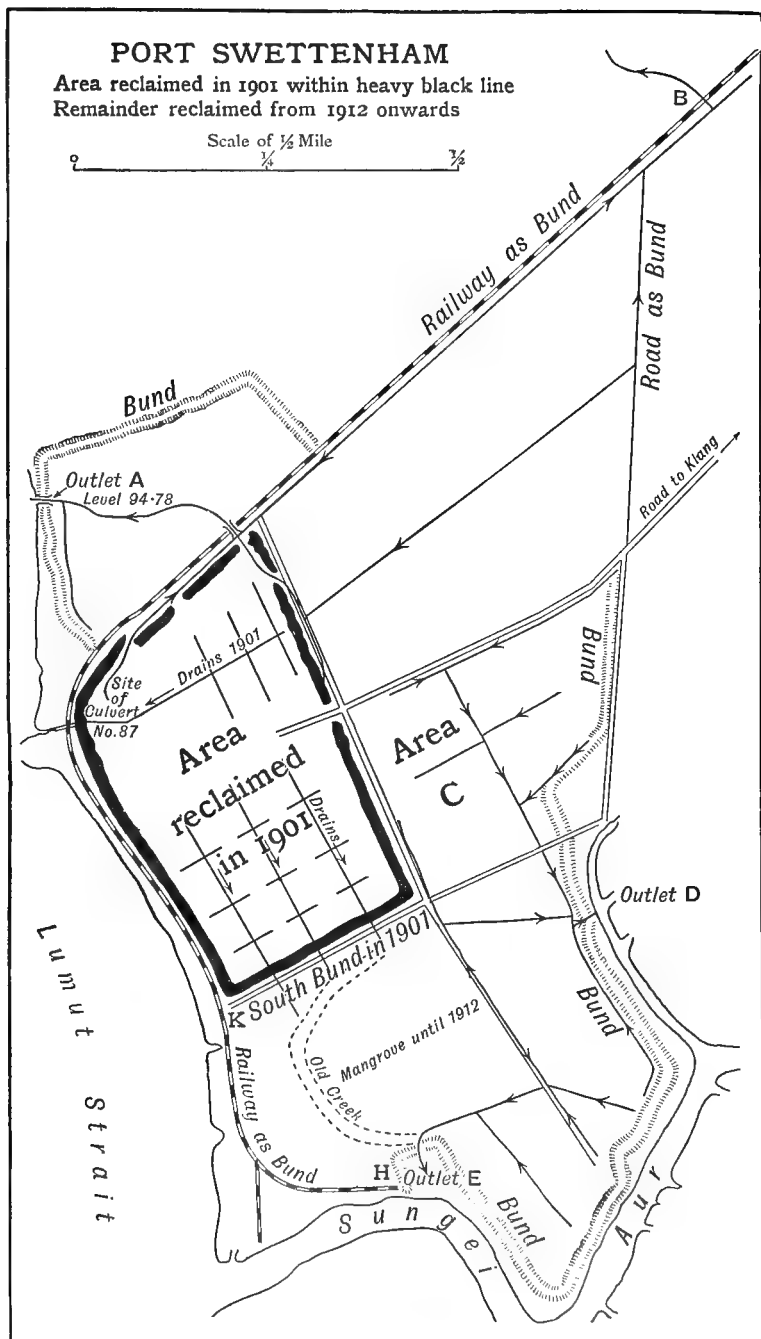 PORT SWETTENHAM
Area reclaimed in 1901 within heavy black line
Remainder reclaimed from 1912 onwards
Scale of ½ Mile
0 ¼ ½
B
Railway as Bund
Road as Bund
Bund
Outlet A
Level 94·78
Road to Klang
Drains 1901
Site
of
Culvert
No. 87
Bund
Area
reclaimed
in 1901
Drains
Area
C
Outlet D
South Bund in 1901
K
Mangrove until 1912
Old Creek
Bund
Lumut Strait
Railway as Bund
H
Outlet E
Bund
Sungei
Aur